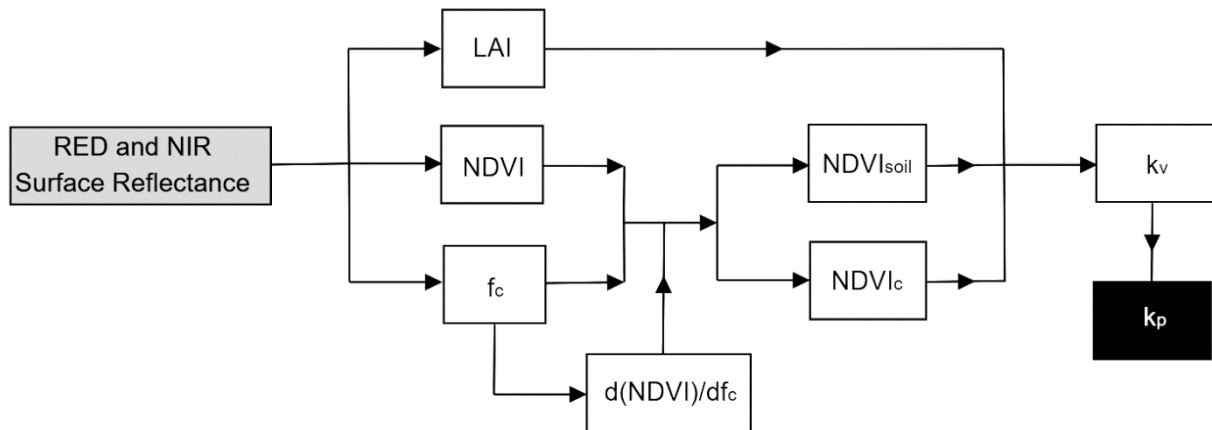 LAI
RED and NIR
Surface Reflectance
NDVI
NDVIsoil
kv
fc
NDVIc
kp
d(NDVI)/dfc